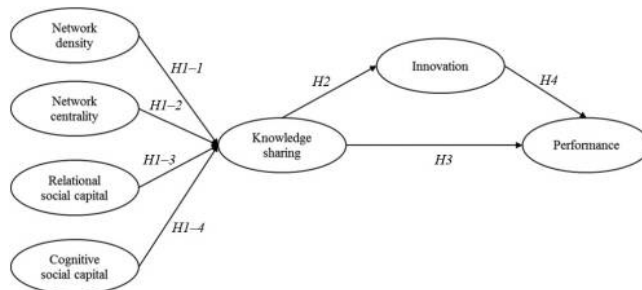 Network
density
H1–1
Innovation
H2
H4
Network
centrality
H1–2
Knowledge
sharing
Performance
H1–3
H3
Relational
social capital
H1–4
Cognitive
social capital